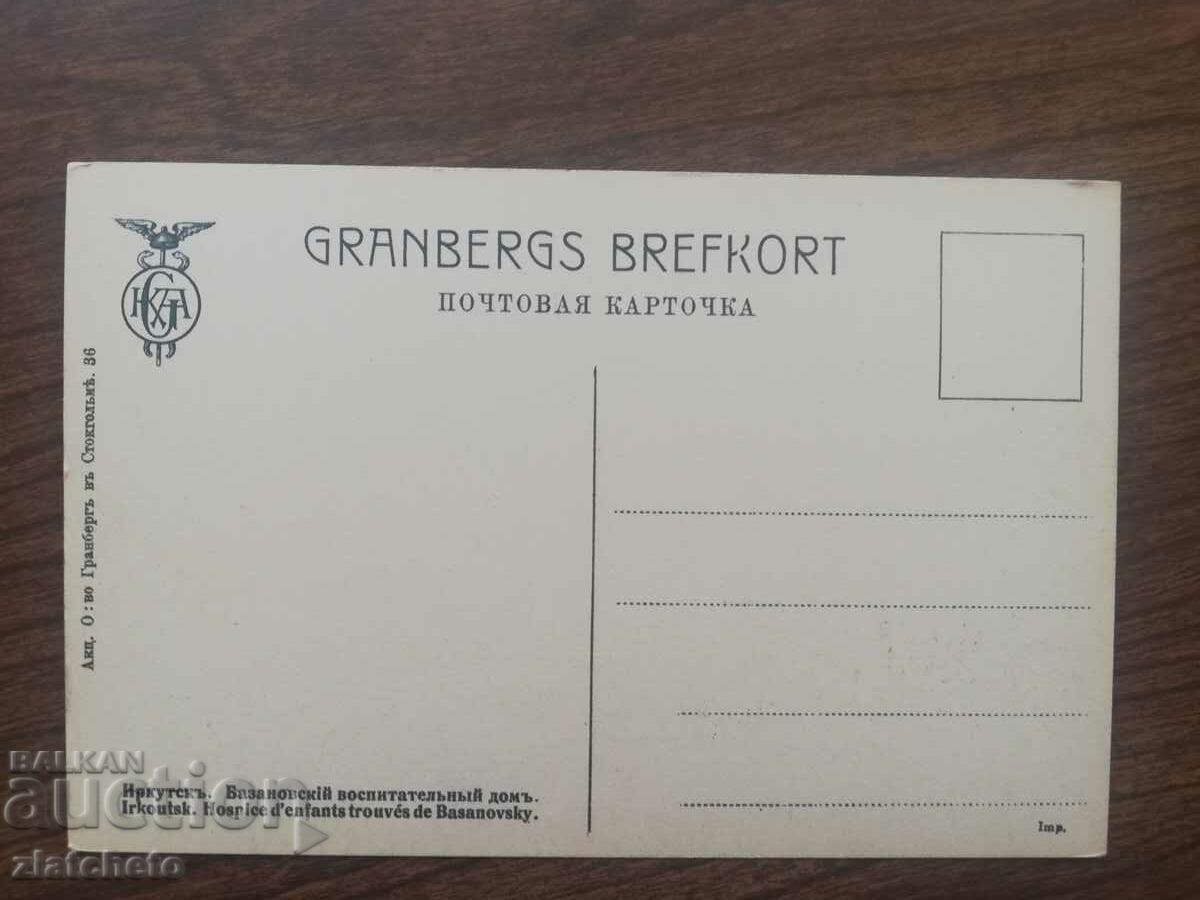 GRANBERGS BREFKORT
ПОЧТОВАЯ КАРТОЧКА
Акц. О:во Гранбергъ въ Стокгольмѣ. 36
Иркутскъ. Базановскій воспитательный домъ.
Irkoutsk. Hospice d'enfants trouvés de Basanovsky.
Imp.
BALKAN
auction
zlatcheto